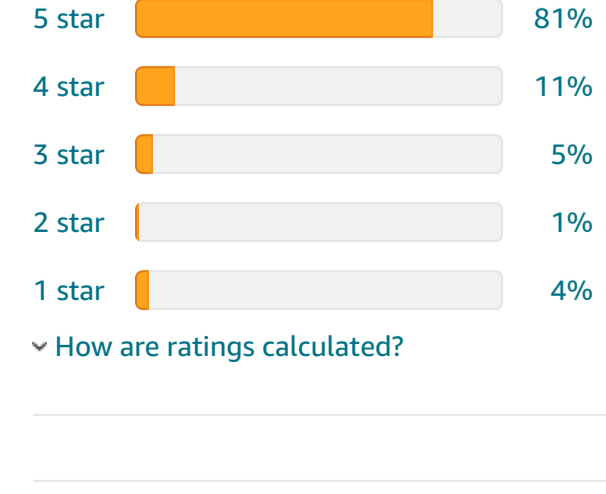 5 star 81%
4 star 11%
3 star 5%
2 star 1%
1 star 4%
How are ratings calculated?